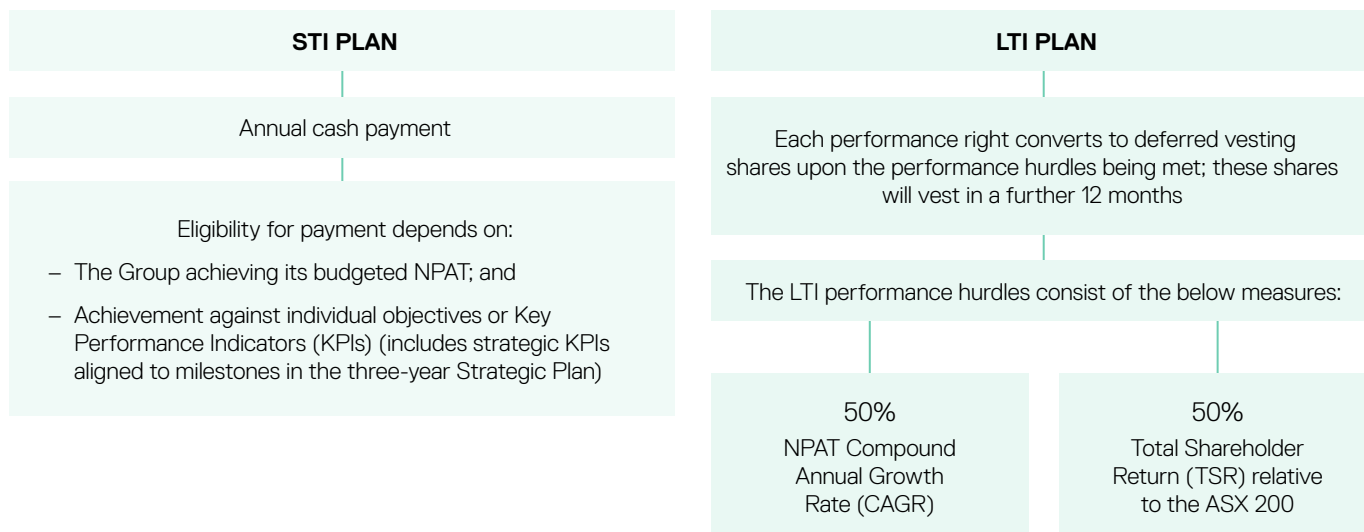 STI PLAN
Annual cash payment
Eligibility for payment depends on:
– The Group achieving its budgeted NPAT; and
– Achievement against individual objectives or Key
Performance Indicators (KPIs) (includes strategic KPIs
aligned to milestones in the three-year Strategic Plan)
LTI PLAN
Each performance right converts to deferred vesting
shares upon the performance hurdles being met; these shares
will vest in a further 12 months
The LTI performance hurdles consist of the below measures:
50%
NPAT Compound
Annual Growth
Rate (CAGR)
50%
Total Shareholder
Return (TSR) relative
to the ASX 200